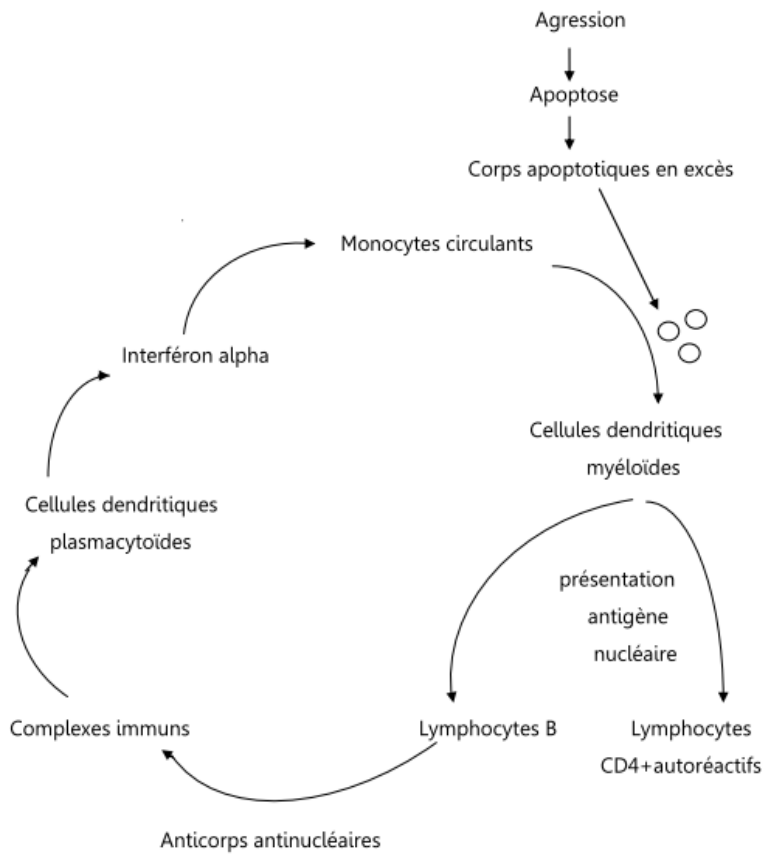 Agression
Apoptose
Corps apoptotiques en excès
Monocytes circulants
Interféron alpha
Cellules dendritiques
myéloïdes
Cellules dendritiques
plasmacytoïdes
présentation
antigène
nucléaire
Complexes immuns
Lymphocytes B
Lymphocytes
CD4+autoréactifs
Anticorps antinucléaires